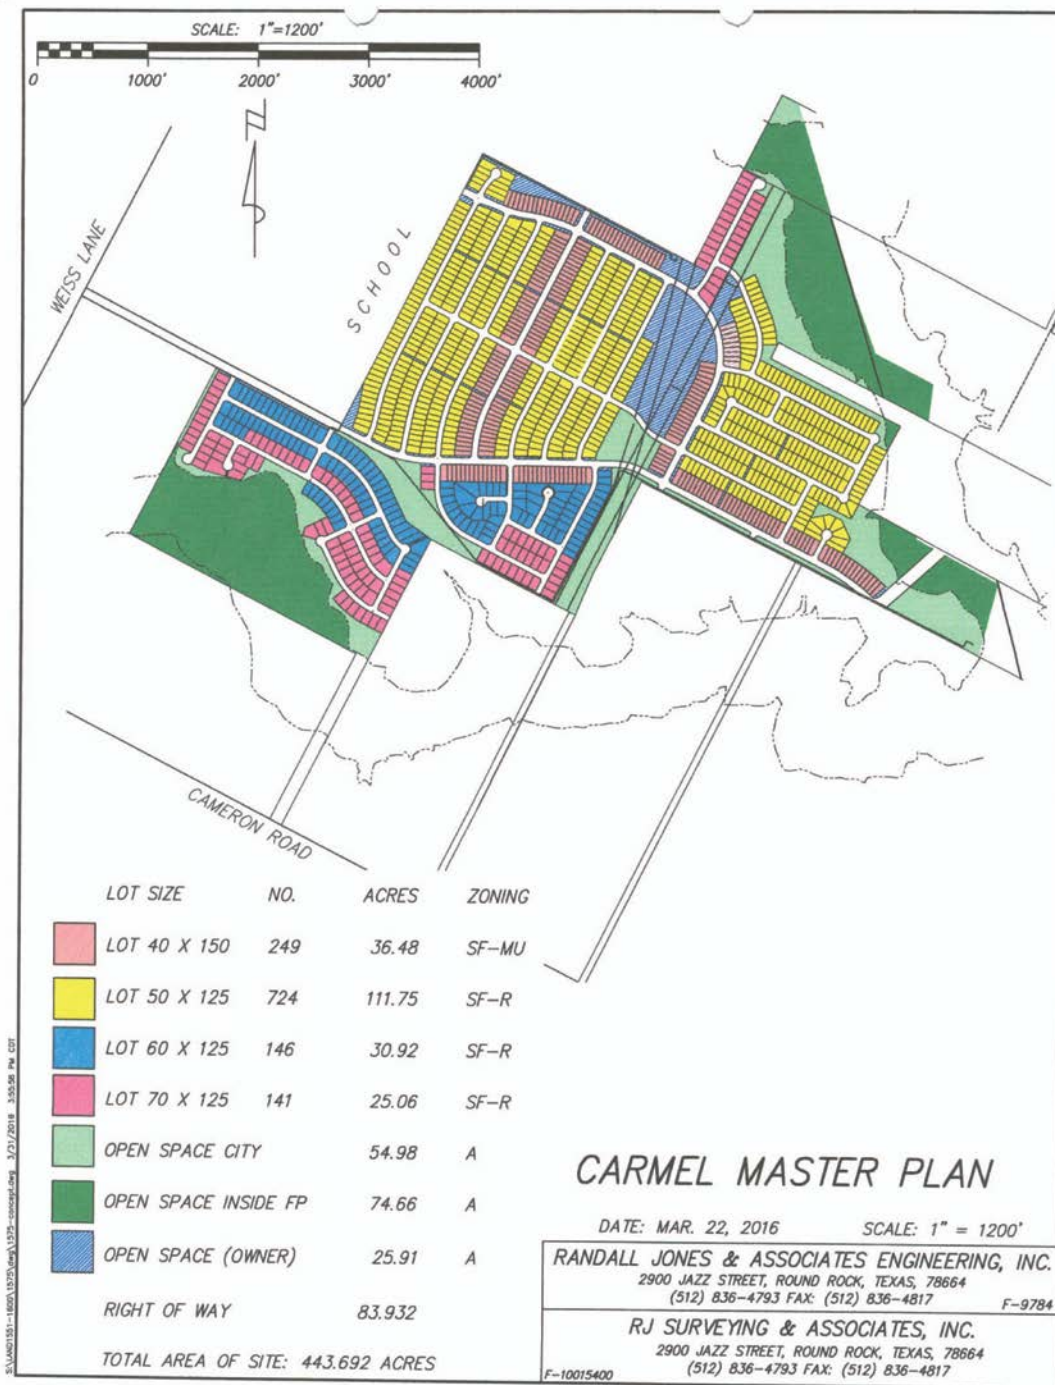 SCALE: 1"=1200'
0 1000' 2000' 3000' 4000'
N
WEISS LANE
SCHOOL
CAMERON ROAD
LOT SIZE NO. ACRES ZONING
LOT 40 X 150 249 36.48 SF-MU
LOT 50 X 125 724 111.75 SF-R
LOT 60 X 125 146 30.92 SF-R
LOT 70 X 125 141 25.06 SF-R
OPEN SPACE CITY 54.98 A
OPEN SPACE INSIDE FP 74.66 A
OPEN SPACE (OWNER) 25.91 A
RIGHT OF WAY 83.932
TOTAL AREA OF SITE: 443.692 ACRES
CARMEL MASTER PLAN
DATE: MAR. 22, 2016 SCALE: 1" = 1200'
RANDALL JONES & ASSOCIATES ENGINEERING, INC.
2900 JAZZ STREET, ROUND ROCK, TEXAS, 78664
(512) 836-4793 FAX: (512) 836-4817 F-9784
RJ SURVEYING & ASSOCIATES, INC.
2900 JAZZ STREET, ROUND ROCK, TEXAS, 78664
F-10015400 (512) 836-4793 FAX: (512) 836-4817